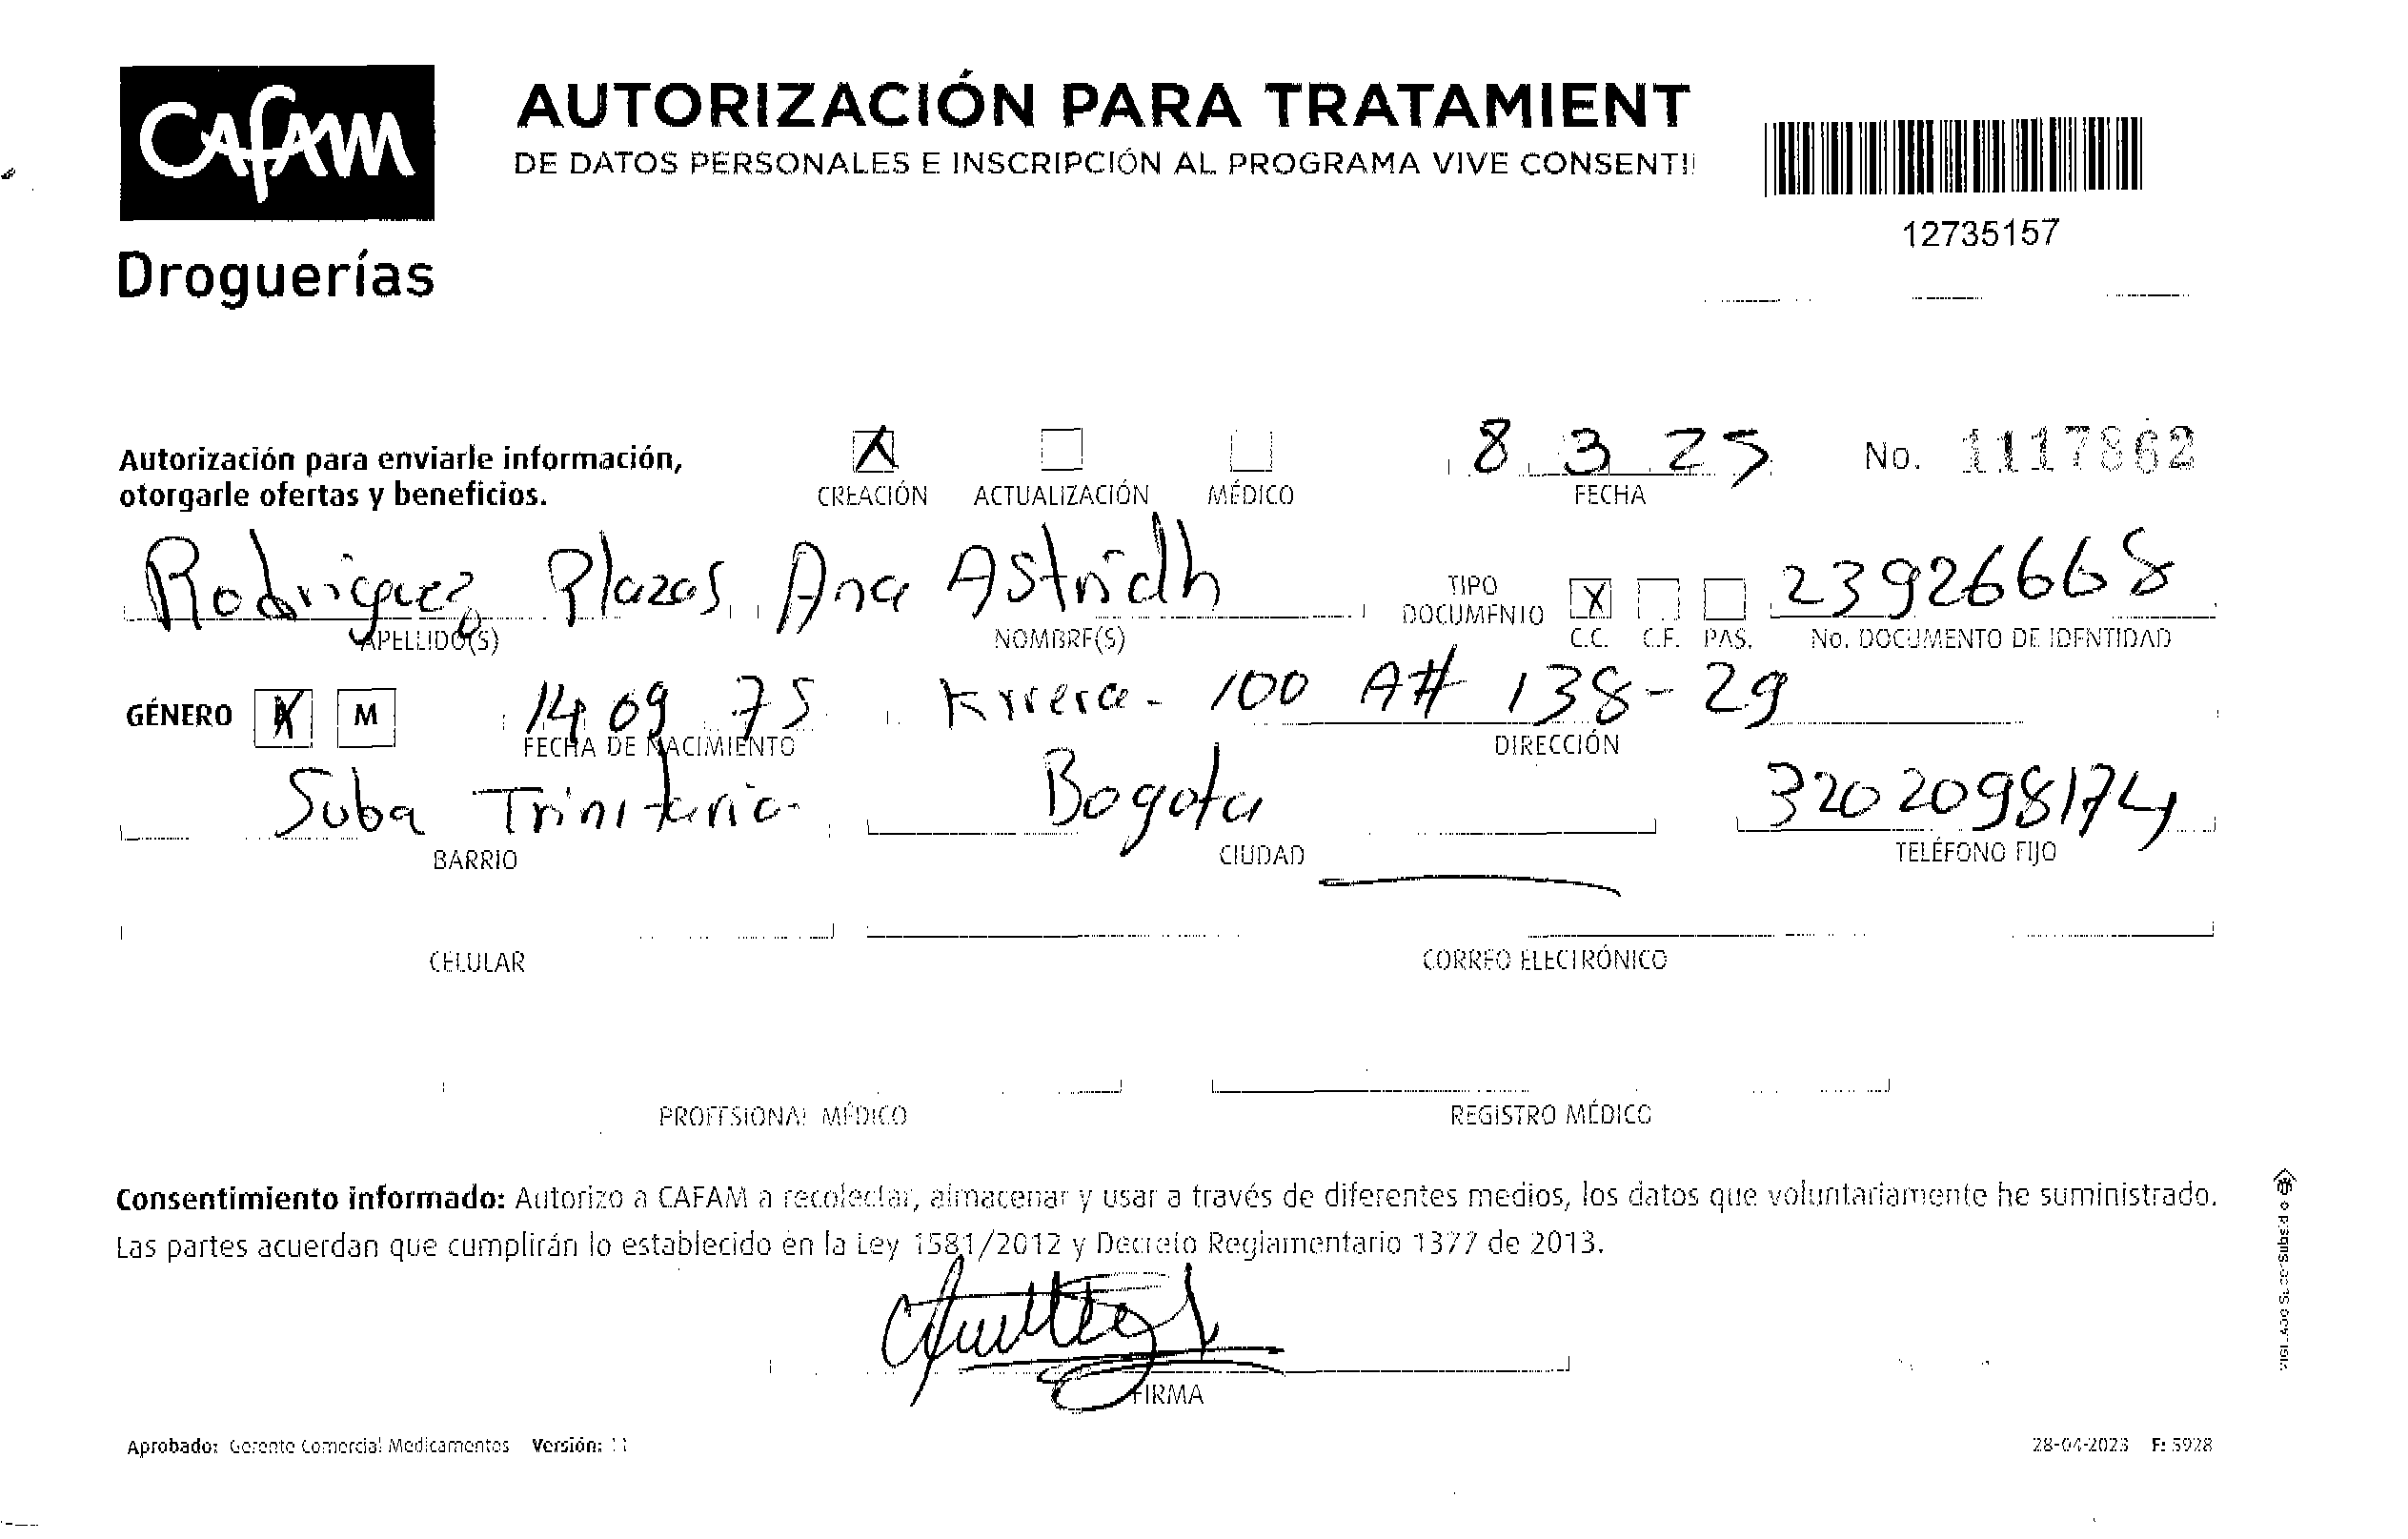 CAFAM
Droguerías
AUTORIZACIÓN PARA TRATAMIENT
DE DATOS PERSONALES E INSCRIPCIÓN AL PROGRAMA VIVE CONSENTI
12735157
Autorización para enviarle información,
otorgarle ofertas y beneficios.
X CREACIÓN ACTUALIZACIÓN MÉDICO
8 3 25
FECHA
No. 1117862
Rodriguez Plazas Ana Astridh
APELLIDO(S) NOMBRE(S)
TIPO DOCUMENTO X C.C. C.E. PAS.
23926668
No. DOCUMENTO DE IDENTIDAD
GÉNERO X M
14 09 75
FECHA DE NACIMIENTO
Krrera - 100 A# 138-29
DIRECCIÓN
Suba Trinitaria
BARRIO
Bogota
CIUDAD
3202098174
TELÉFONO FIJO
CELULAR CORREO ELECTRÓNICO
PROFESIONAL MÉDICO REGISTRO MÉDICO
Consentimiento informado: Autorizo a CAFAM a recolectar, almacenar y usar a través de diferentes medios, los datos que voluntariamente he suministrado.
Las partes acuerdan que cumplirán lo establecido en la Ley 1581/2012 y Decreto Reglamentario 1377 de 2013.
FIRMA
Aprobado: Gerente Comercial Medicamentos Versión: 11
28-04-2023 F: 5928
VIGILADO SuperSubsidio